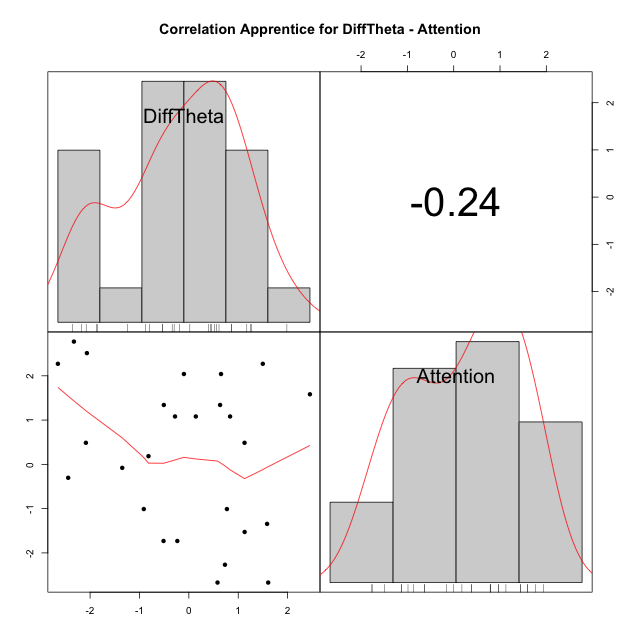 Correlation Apprentice for DiffTheta - Attention
-2 -1 0 1 2
DiffTheta
-0.24
2
1
0
-1
-2
Attention
2
1
0
-1
-2
-2 -1 0 1 2